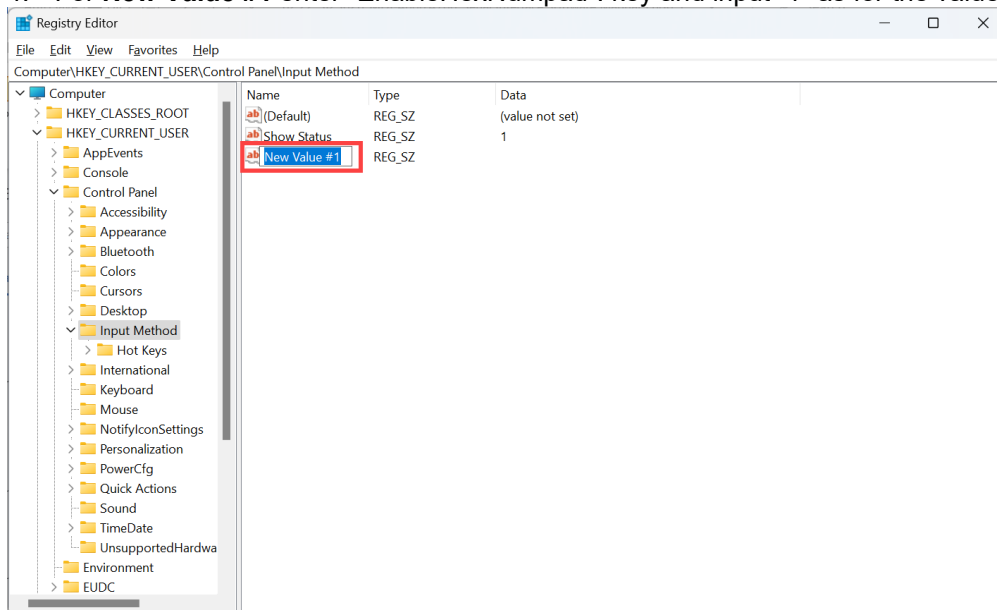 Registry Editor
File Edit View Favorites Help
Computer\HKEY_CURRENT_USER\Control Panel\Input Method
Computer
HKEY_CLASSES_ROOT
HKEY_CURRENT_USER
AppEvents
Console
Control Panel
Accessibility
Appearance
Bluetooth
Colors
Cursors
Desktop
Input Method
Hot Keys
International
Keyboard
Mouse
NotifyIconSettings
Personalization
PowerCfg
Quick Actions
Sound
TimeDate
UnsupportedHardwa
Environment
EUDC
Name Type Data
(Default) REG_SZ (value not set)
Show Status REG_SZ 1
New Value #1 REG_SZ